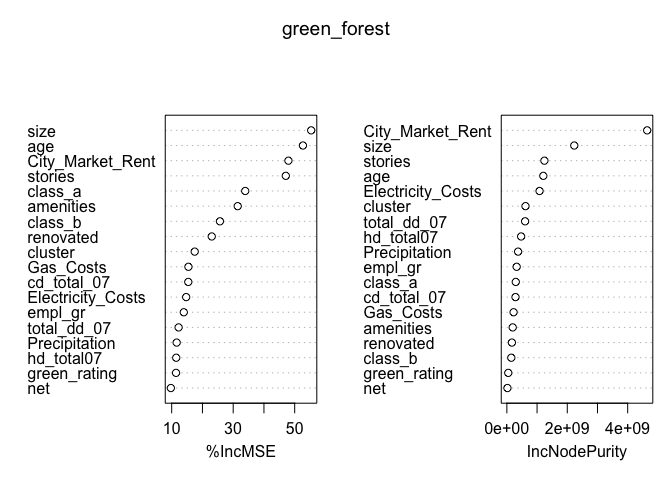 green_forest
size
age
City_Market_Rent
stories
class_a
amenities
class_b
renovated
cluster
Gas_Costs
cd_total_07
Electricity_Costs
empl_gr
total_dd_07
Precipitation
hd_total07
green_rating
net
10 30 50
%IncMSE
City_Market_Rent
size
stories
age
Electricity_Costs
cluster
total_dd_07
hd_total07
Precipitation
empl_gr
class_a
cd_total_07
Gas_Costs
amenities
renovated
class_b
green_rating
net
0e+00 2e+09 4e+09
IncNodePurity